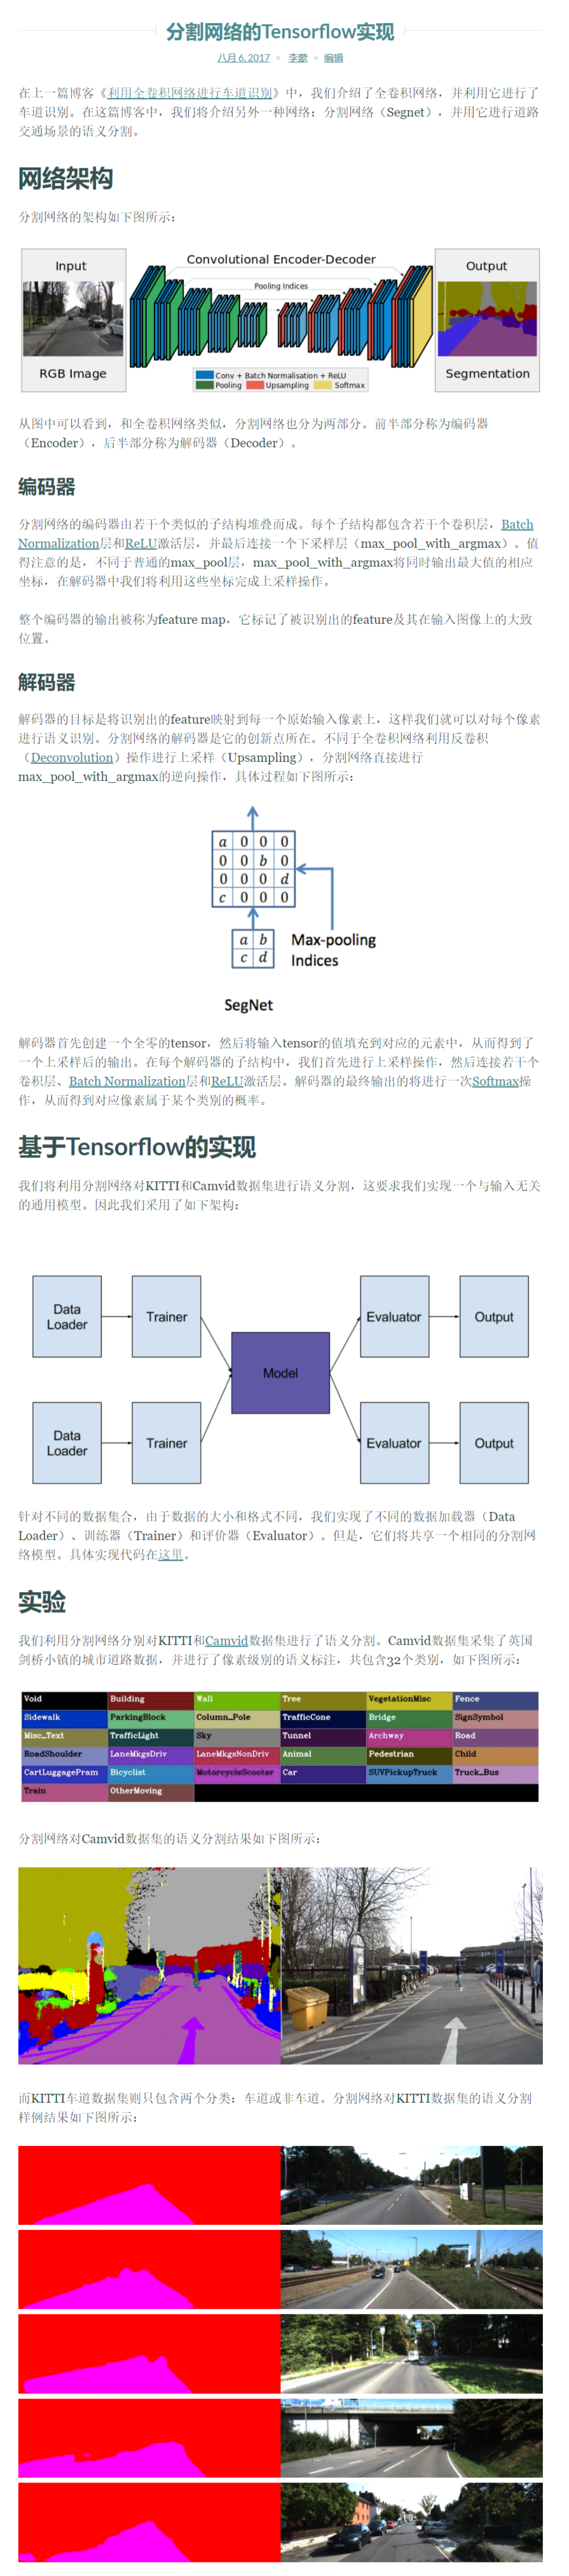 分割网络的Tensorflow实现
八月 6, 2017 李蒙 编辑
在上一篇博客《利用全卷积网络进行车道识别》中，我们介绍了全卷积网络，并利用它进行了
车道识别。在这篇博客中，我们将介绍另外一种网络：分割网络（Segnet），并用它进行道路
交通场景的语义分割。
网络架构
分割网络的架构如下图所示：
Input
Convolutional Encoder-Decoder
Output
Pooling Indices
RGB Image
Conv + Batch Normalisation + ReLU
Pooling Upsampling Softmax
Segmentation
从图中可以看到，和全卷积网络类似，分割网络也分为两部分。前半部分称为编码器
（Encoder），后半部分称为解码器（Decoder）。
编码器
分割网络的编码器由若干个类似的子结构堆叠而成。每个子结构都包含若干个卷积层，Batch
Normalization层和ReLU激活层，并最后连接一个下采样层（max_pool_with_argmax）。值
得注意的是，不同于普通的max_pool层，max_pool_with_argmax将同时输出最大值的相应
坐标，在解码器中我们将利用这些坐标完成上采样操作。
整个编码器的输出被称为feature map，它标记了被识别出的feature及其在输入图像上的大致
位置。
解码器
解码器的目标是将识别出的feature映射到每一个原始输入像素上，这样我们就可以对每个像素
进行语义识别。分割网络的解码器是它的创新点所在。不同于全卷积网络利用反卷积
（Deconvolution）操作进行上采样（Upsampling），分割网络直接进行
max_pool_with_argmax的逆向操作，具体过程如下图所示：
a 0 0 0
0 0 b 0
0 0 0 d
c 0 0 0
a b
c d
Max-pooling
Indices
SegNet
解码器首先创建一个全零的tensor，然后将输入tensor的值填充到对应的元素中，从而得到了
一个上采样后的输出。在每个解码器的子结构中，我们首先进行上采样操作，然后连接若干个
卷积层、Batch Normalization层和ReLU激活层。解码器的最终输出的将进行一次Softmax操
作，从而得到对应像素属于某个类别的概率。
基于Tensorflow的实现
我们将利用分割网络对KITTI和Camvid数据集进行语义分割，这要求我们实现一个与输入无关
的通用模型。因此我们采用了如下架构：
Data
Loader
Trainer
Evaluator
Output
Model
Data
Loader
Trainer
Evaluator
Output
针对不同的数据集合，由于数据的大小和格式不同，我们实现了不同的数据加载器（Data
Loader）、训练器（Trainer）和评价器（Evaluator）。但是，它们将共享一个相同的分割网
络模型。具体实现代码在这里。
实验
我们利用分割网络分别对KITTI和Camvid数据集进行了语义分割。Camvid数据集采集了英国
剑桥小镇的城市道路数据，并进行了像素级别的语义标注，共包含32个类别，如下图所示：
Void Building Wall Tree VegetationMisc Fence
Sidewalk ParkingBlock Column_Pole TrafficCone Bridge SignSymbol
Misc_Text TrafficLight Sky Tunnel Archway Road
RoadShoulder LaneMkgsDriv LaneMkgsNonDriv Animal Pedestrian Child
CartLuggagePram Bicyclist MotorcycleScooter Car SUVPickupTruck Truck_Bus
Train OtherMoving
分割网络对Camvid数据集的语义分割结果如下图所示：
而KITTI车道数据集则只包含两个分类：车道或非车道。分割网络对KITTI数据集的语义分割
样例结果如下图所示：